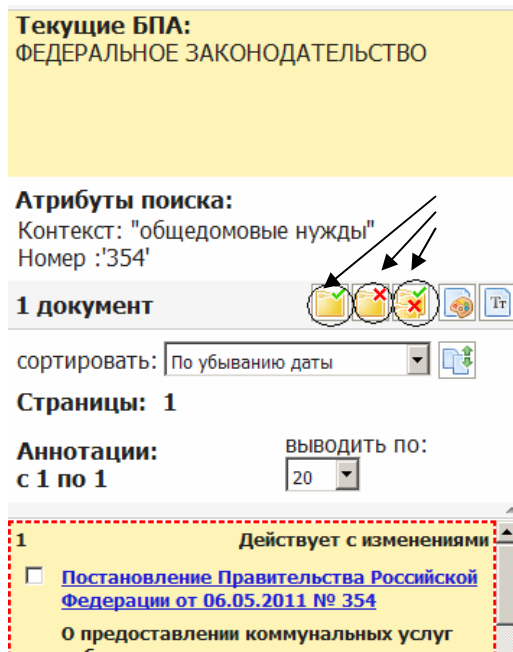 Текущие БПА:
ФЕДЕРАЛЬНОЕ ЗАКОНОДАТЕЛЬСТВО
Атрибуты поиска:
Контекст: "общедомовые нужды"
Номер :'354'
1 документ
Тт
сортировать: По убыванию даты
Страницы: 1
Аннотации: выводить по:
с 1 по 1 20
1 Действует с изменениями
Постановление Правительства Российской
Федерации от 06.05.2011 № 354
О предоставлении коммунальных услуг